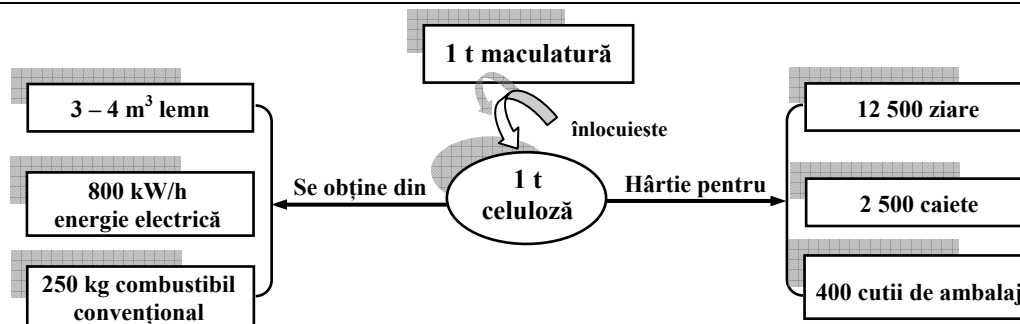 1 t maculatură
înlocuieste
3 – 4 m³ lemn
800 kW/h
energie electrică
250 kg combustibil
convențional
Se obține din
1 t
celuloză
Hârtie pentru
12 500 ziare
2 500 caiete
400 cutii de ambalaj